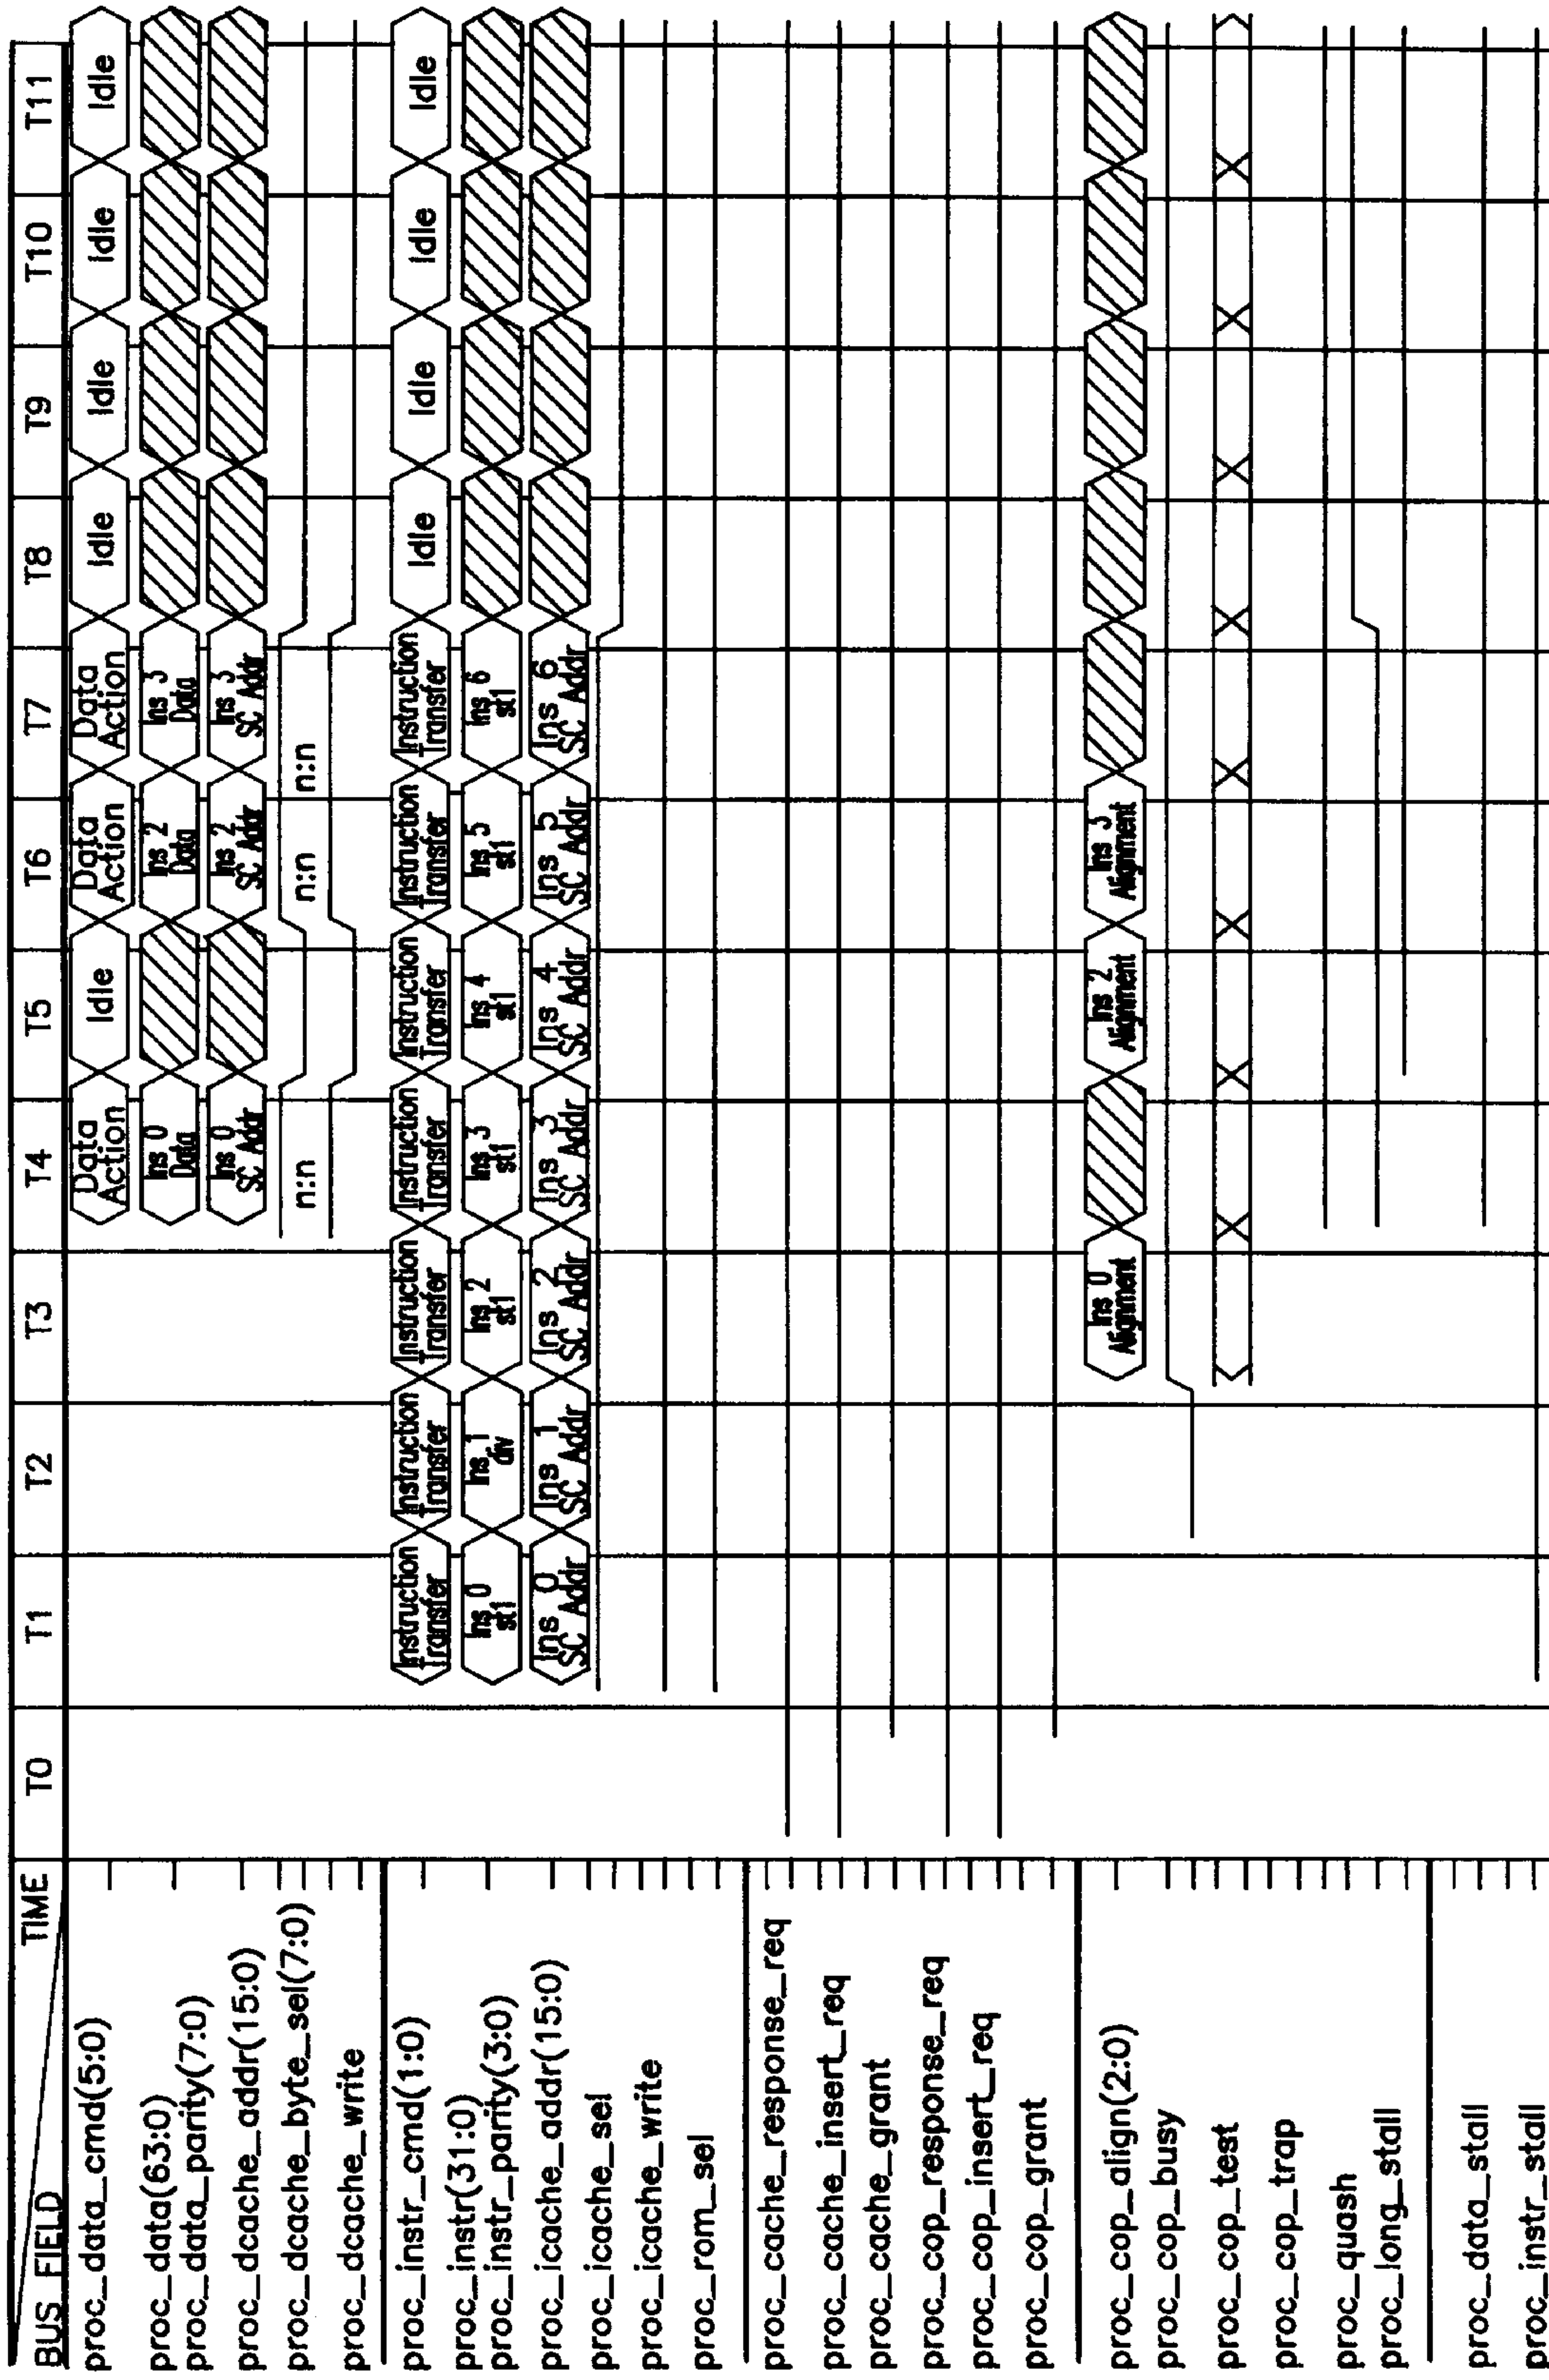 BUS FIELD TIME T0 T1 T2 T3 T4 T5 T6 T7 T8 T9 T10 T11
proc_data_cmd(5:0) Data Action Idle Data Action Data Action Idle Idle Idle Idle
proc_data(63:0) Ins 0 Data Ins 2 Data Ins 3 Data
proc_data_parity(7:0)
proc_dcache_addr(15:0) Ins 0 SC Addr Ins 2 SC Addr Ins 3 SC Addr
proc_dcache_byte_sel(7:0) n:n n:n n:n
proc_dcache_write
proc_instr_cmd(1:0) Instruction Transfer Instruction Transfer Instruction Transfer Instruction Transfer Instruction Transfer Instruction Transfer Instruction Transfer Idle Idle Idle Idle
proc_instr(31:0) Ins 0 st1 Ins 1 div Ins 2 st1 Ins 3 st1 Ins 4 st1 Ins 5 st1 Ins 6 st1
proc_instr_parity(3:0)
proc_icache_addr(15:0) Ins 0 SC Addr Ins 1 SC Addr Ins 2 SC Addr Ins 3 SC Addr Ins 4 SC Addr Ins 5 SC Addr Ins 6 SC Addr
proc_icache_sel
proc_icache_write
proc_rom_sel
proc_cache_response_req
proc_cache_insert_req
proc_cache_grant
proc_cop_response_req
proc_cop_insert_req
proc_cop_grant
proc_cop_align(2:0) Ins 0 Alignment Ins 2 Alignment Ins 3 Alignment
proc_cop_busy
proc_cop_test
proc_cop_trap
proc_quash
proc_long_stall
proc_data_stall
proc_instr_stall